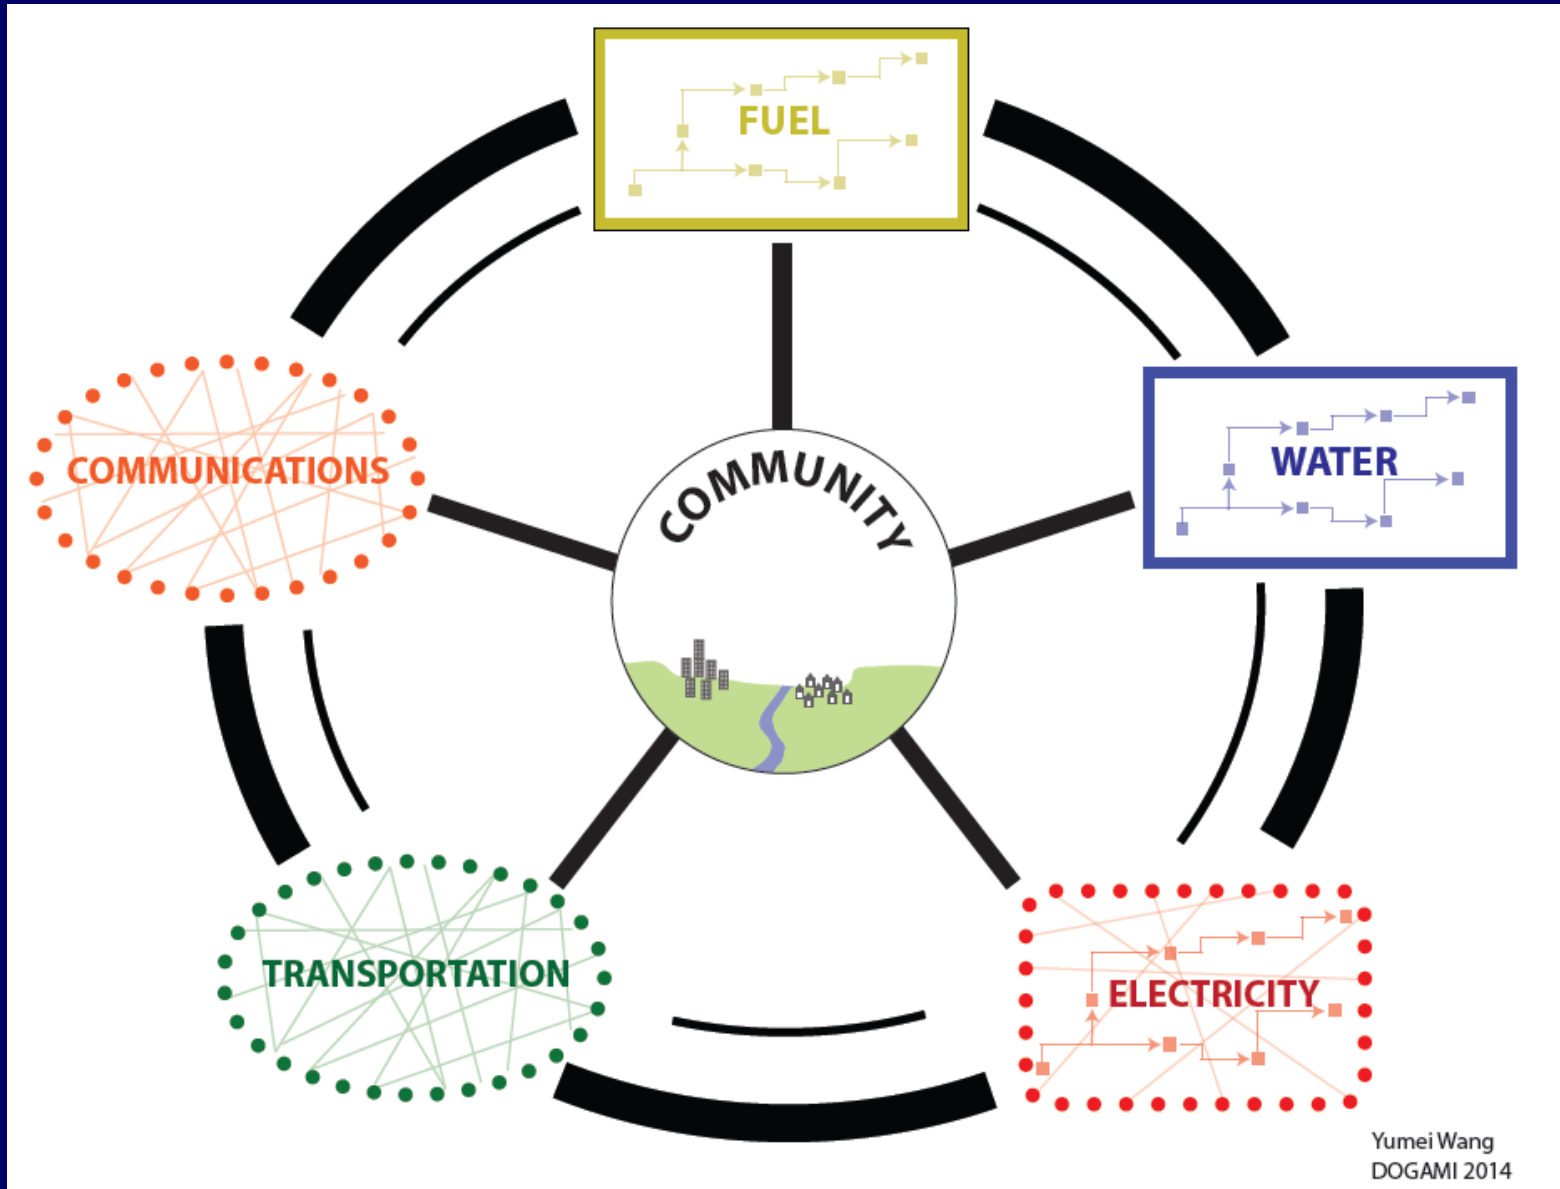 FUEL
WATER
COMMUNICATIONS
COMMUNITY
TRANSPORTATION
ELECTRICITY
Yumei Wang
DOGAMI 2014